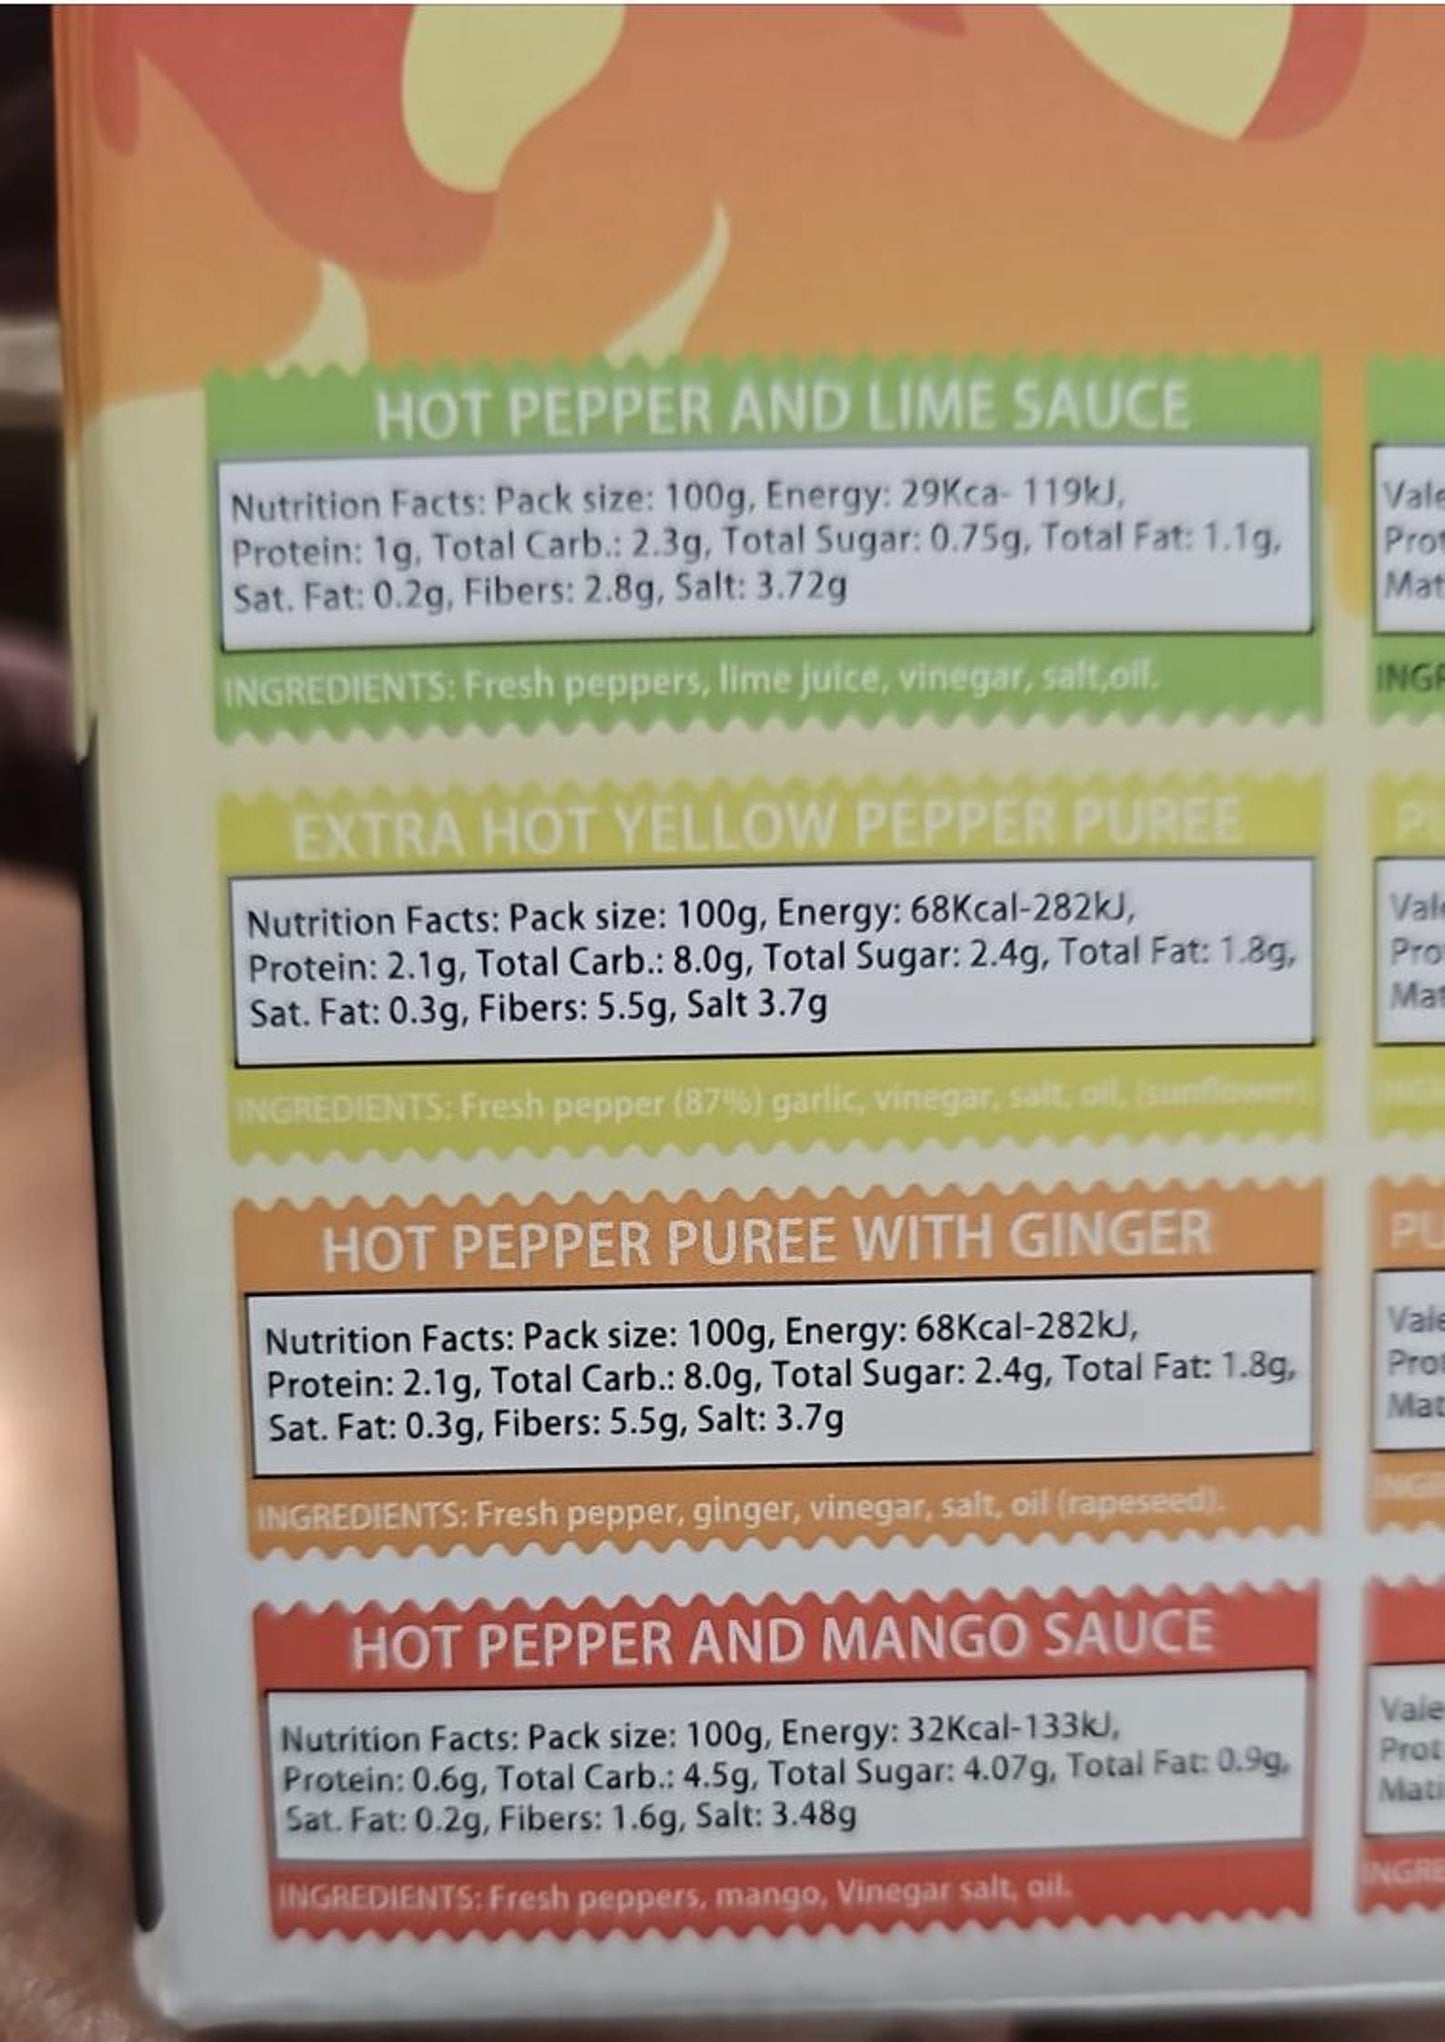 HOT PEPPER AND LIME SAUCE
Nutrition Facts: Pack size: 100g, Energy: 29Kca- 119kJ,
Protein: 1g, Total Carb.: 2.3g, Total Sugar: 0.75g, Total Fat: 1.1g,
Sat. Fat: 0.2g, Fibers: 2.8g, Salt: 3.72g
INGREDIENTS: Fresh peppers, lime juice, vinegar, salt,oil.
EXTRA HOT YELLOW PEPPER PUREE
Nutrition Facts: Pack size: 100g, Energy: 68Kcal-282kJ,
Protein: 2.1g, Total Carb.: 8.0g, Total Sugar: 2.4g, Total Fat: 1.8g,
Sat. Fat: 0.3g, Fibers: 5.5g, Salt 3.7g
INGREDIENTS: Fresh pepper (87%) garlic, vinegar, salt, oil, (sunflower).
HOT PEPPER PUREE WITH GINGER
Nutrition Facts: Pack size: 100g, Energy: 68Kcal-282kJ,
Protein: 2.1g, Total Carb.: 8.0g, Total Sugar: 2.4g, Total Fat: 1.8g,
Sat. Fat: 0.3g, Fibers: 5.5g, Salt: 3.7g
INGREDIENTS: Fresh pepper, ginger, vinegar, salt, oil (rapeseed).
HOT PEPPER AND MANGO SAUCE
Nutrition Facts: Pack size: 100g, Energy: 32Kcal-133kJ,
Protein: 0.6g, Total Carb.: 4.5g, Total Sugar: 4.07g, Total Fat: 0.9g,
Sat. Fat: 0.2g, Fibers: 1.6g, Salt: 3.48g
INGREDIENTS: Fresh peppers, mango, Vinegar salt, oil.